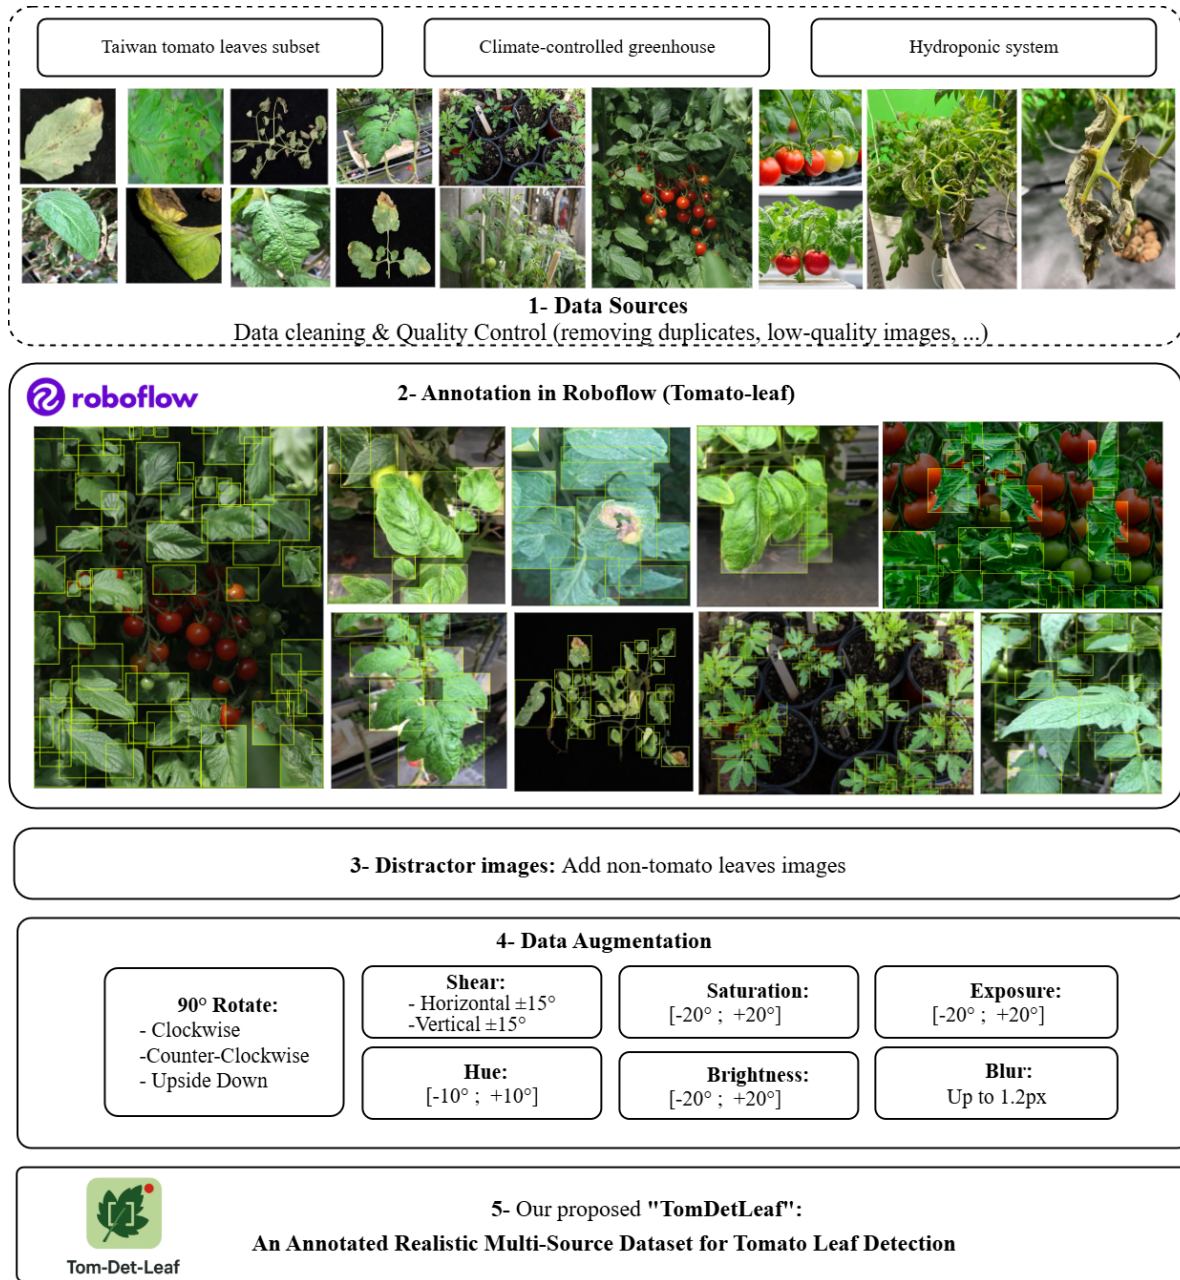 Taiwan tomato leaves subset
Climate-controlled greenhouse
Hydroponic system
1- Data Sources
Data cleaning & Quality Control (removing duplicates, low-quality images, ...)
roboflow
2- Annotation in Roboflow (Tomato-leaf)
3- Distractor images: Add non-tomato leaves images
4- Data Augmentation
90° Rotate:
- Clockwise
-Counter-Clockwise
- Upside Down
Shear:
- Horizontal ±15°
-Vertical ±15°
Saturation:
[-20° ; +20°]
Exposure:
[-20° ; +20°]
Hue:
[-10° ; +10°]
Brightness:
[-20° ; +20°]
Blur:
Up to 1.2px
Tom-Det-Leaf
5- Our proposed "TomDetLeaf":
An Annotated Realistic Multi-Source Dataset for Tomato Leaf Detection